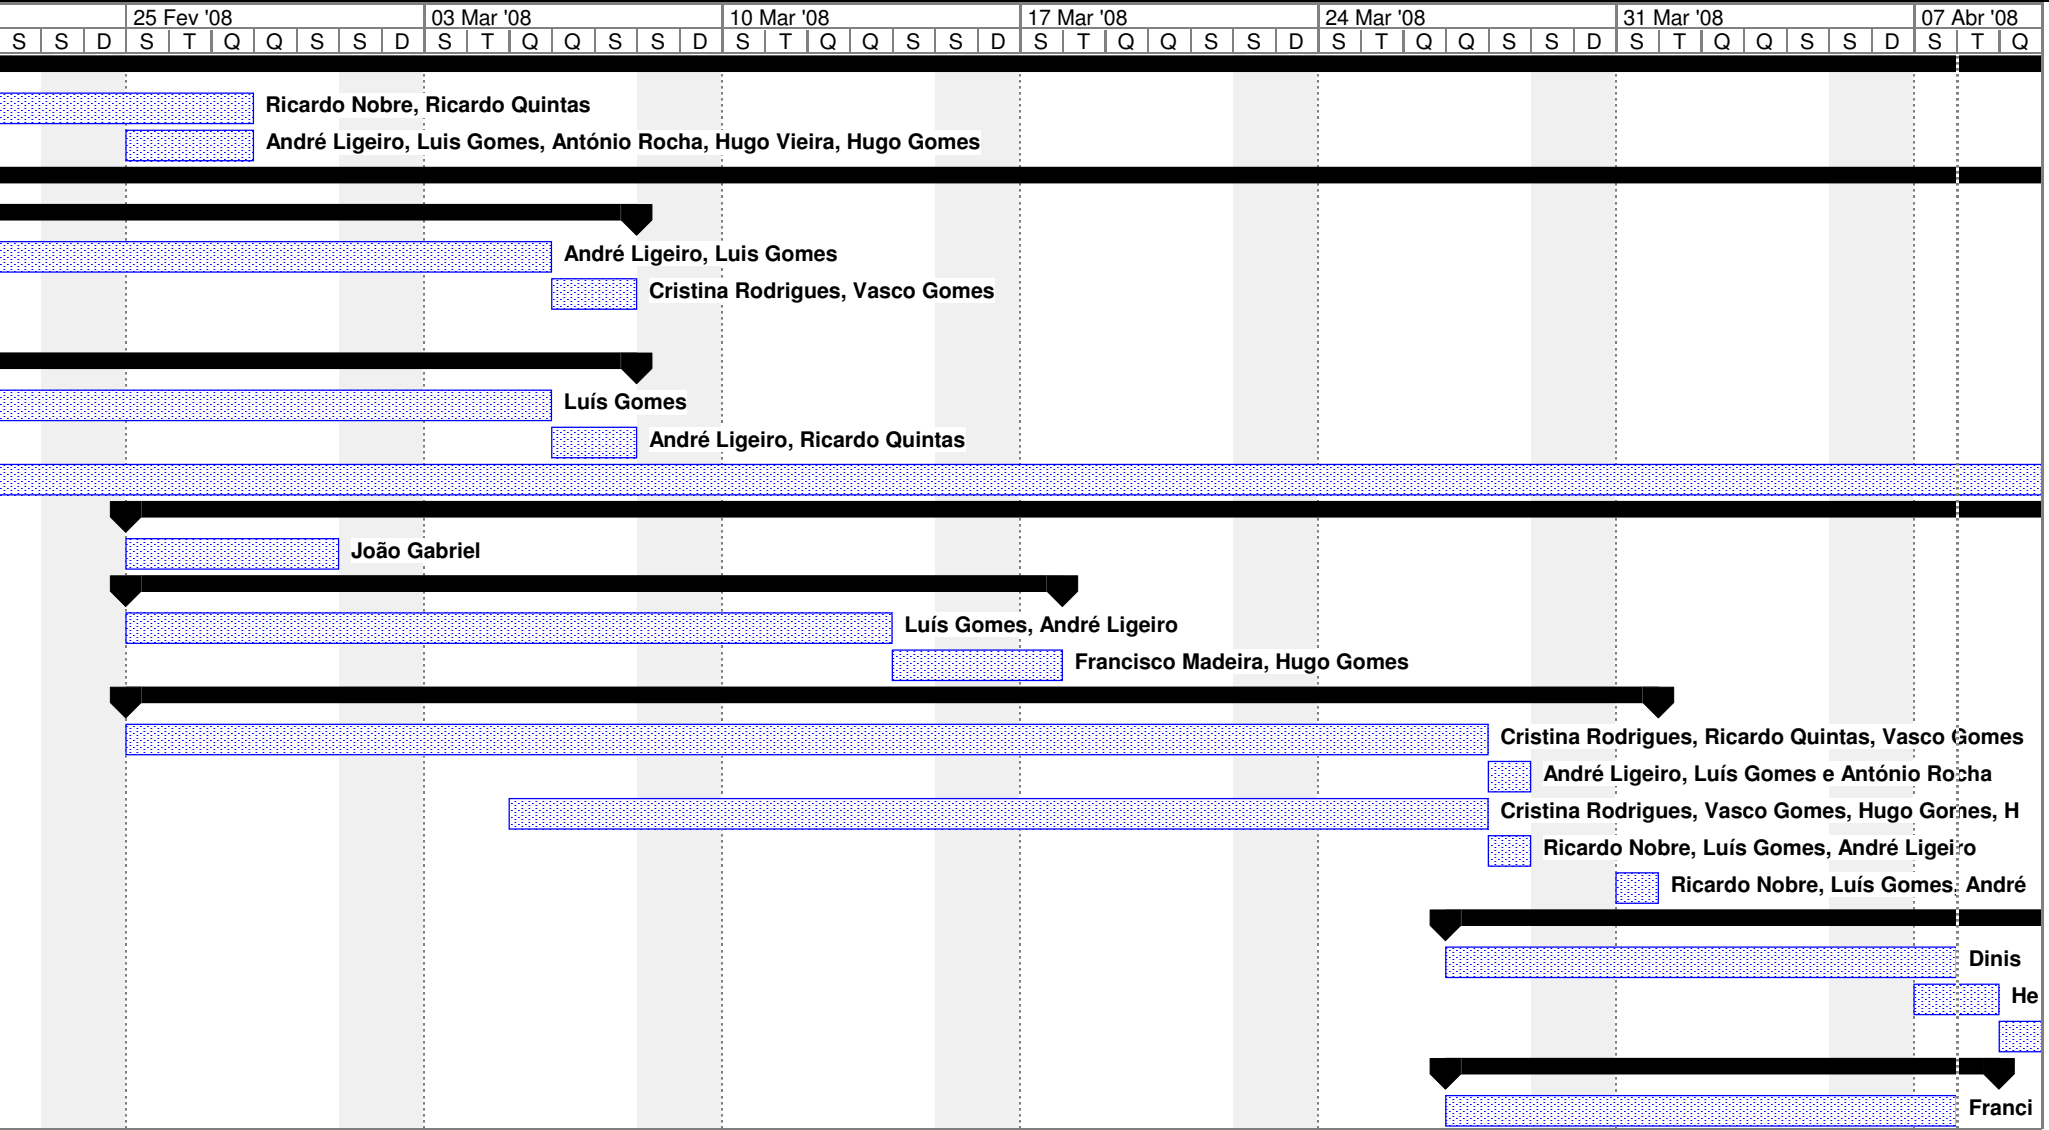 25 Fev '08 03 Mar '08 10 Mar '08 17 Mar '08 24 Mar '08 31 Mar '08 07 Abr '08
S S D S T Q Q S S D S T Q Q S S D S T Q Q S S D S T Q Q S S D S T Q Q S S D S T Q Q S S D S T Q
Ricardo Nobre, Ricardo Quintas
André Ligeiro, Luis Gomes, António Rocha, Hugo Vieira, Hugo Gomes
André Ligeiro, Luis Gomes
Cristina Rodrigues, Vasco Gomes
Luís Gomes
André Ligeiro, Ricardo Quintas
João Gabriel
Luís Gomes, André Ligeiro
Francisco Madeira, Hugo Gomes
Cristina Rodrigues, Ricardo Quintas, Vasco Gomes
André Ligeiro, Luís Gomes e António Rocha
Cristina Rodrigues, Vasco Gomes, Hugo Gomes, H
Ricardo Nobre, Luís Gomes, André Ligeiro
Ricardo Nobre, Luís Gomes, André
Dinis
He
Franci